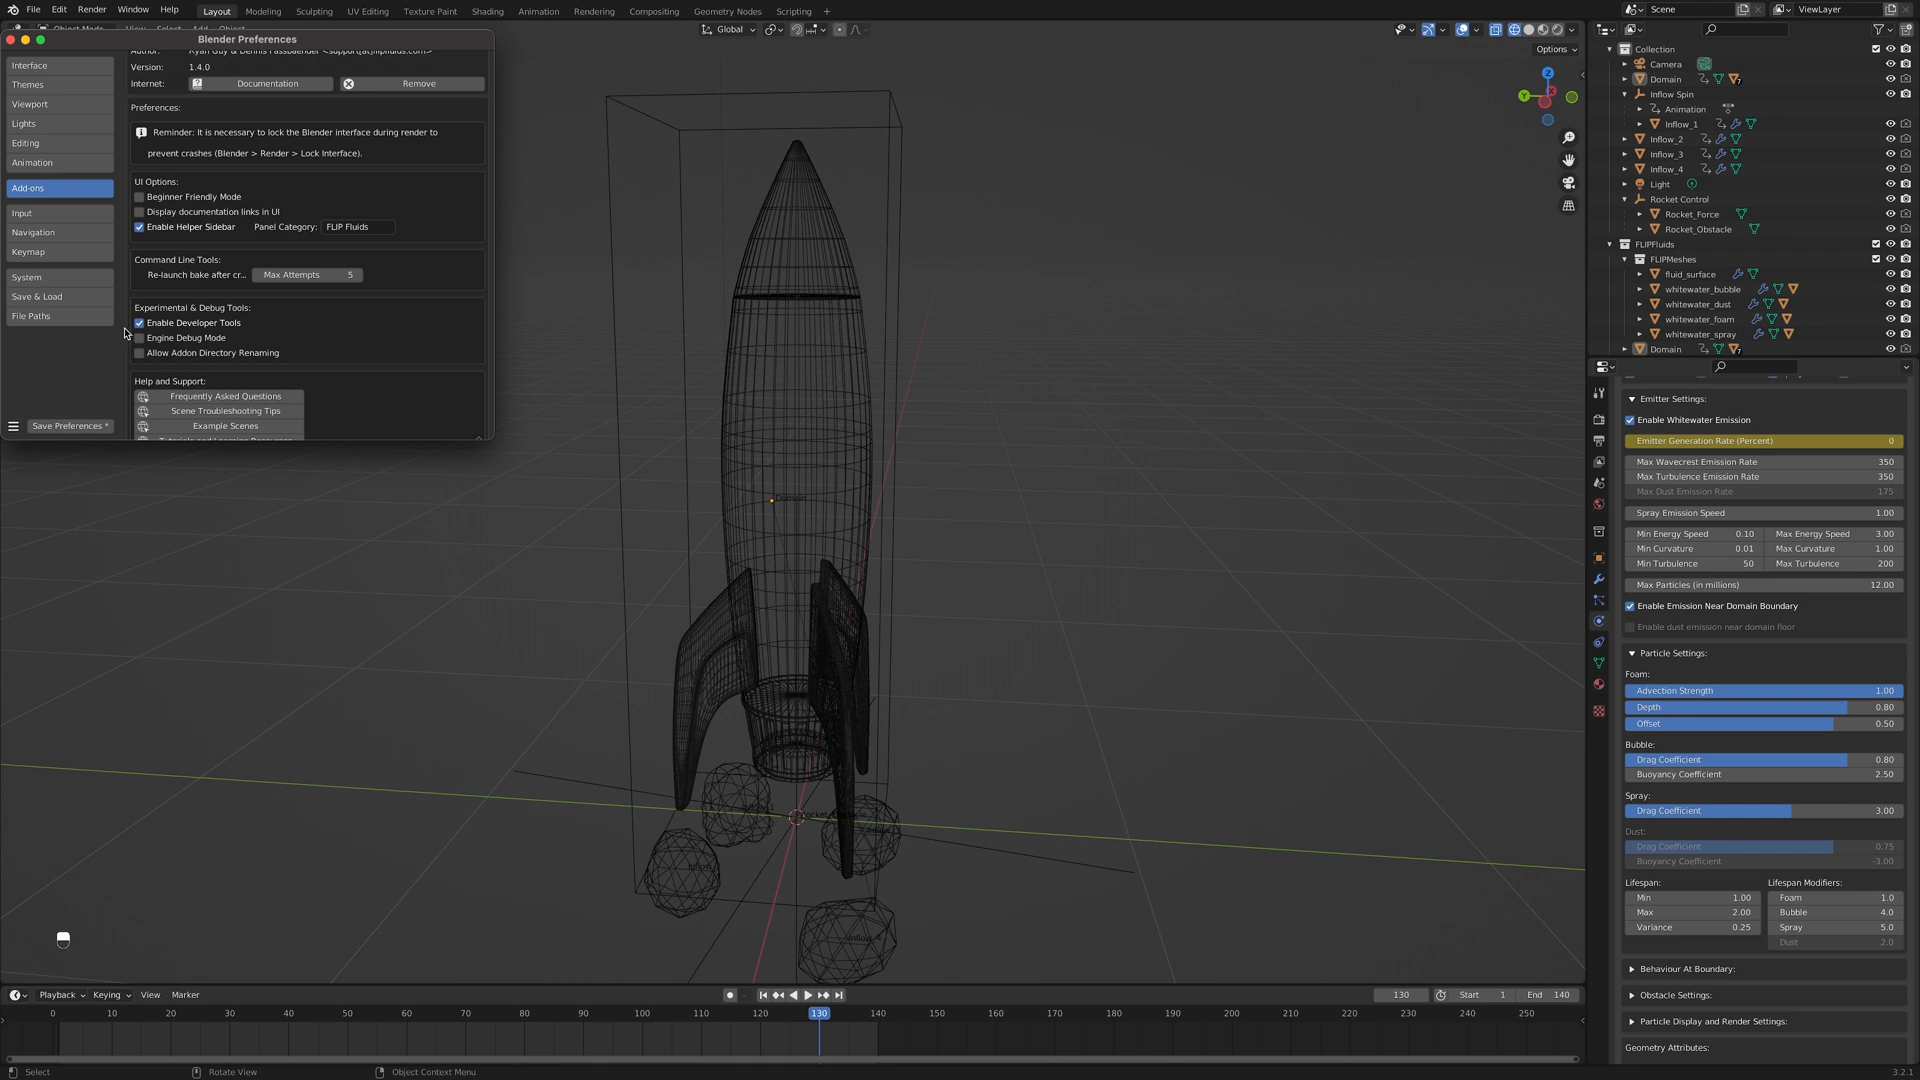 File Edit Render Window Help
Layout Modeling Sculpting UV Editing Texture Paint Shading Animation Rendering Compositing Geometry Nodes Scripting +
Scene ViewLayer
Global
Options
Blender Preferences
Interface
Themes
Viewport
Lights
Editing
Animation
Add-ons
Input
Navigation
Keymap
System
Save & Load
File Paths
Save Preferences *
Version: 1.4.0
Internet: Documentation Remove
Preferences:
Reminder: It is necessary to lock the Blender interface during render to
prevent crashes (Blender > Render > Lock Interface).
UI Options:
Beginner Friendly Mode
Display documentation links in UI
Enable Helper Sidebar Panel Category: FLIP Fluids
Command Line Tools:
Re-launch bake after cr... Max Attempts 5
Experimental & Debug Tools:
Enable Developer Tools
Engine Debug Mode
Allow Addon Directory Renaming
Help and Support:
Frequently Asked Questions
Scene Troubleshooting Tips
Example Scenes
Z
Y
Domain
Collection
Camera
Domain 7
Inflow Spin
Animation
Inflow_1
Inflow_2
Inflow_3
Inflow_4
Light
Rocket Control
Rocket_Force
Rocket_Obstacle
FLIPFluids
FLIPMeshes
fluid_surface
whitewater_bubble
whitewater_dust
whitewater_foam
whitewater_spray
Domain 7
Emitter Settings:
Enable Whitewater Emission
Emitter Generation Rate (Percent) 0
Max Wavecrest Emission Rate 350
Max Turbulence Emission Rate 350
Max Dust Emission Rate 175
Spray Emission Speed 1.00
Min Energy Speed 0.10 Max Energy Speed 3.00
Min Curvature 0.01 Max Curvature 1.00
Min Turbulence 50 Max Turbulence 200
Max Particles (in millions) 12.00
Enable Emission Near Domain Boundary
Enable dust emission near domain floor
Particle Settings:
Foam:
Advection Strength 1.00
Depth 0.80
Offset 0.50
Bubble:
Drag Coefficient 0.80
Buoyancy Coefficient 2.50
Spray:
Drag Coefficient 3.00
Dust:
Drag Coefficient 0.75
Buoyancy Coefficient -3.00
Lifespan: Lifespan Modifiers:
Min 1.00 Foam 1.0
Max 2.00 Bubble 4.0
Variance 0.25 Spray 5.0
Dust 2.0
Behaviour At Boundary:
Obstacle Settings:
Particle Display and Render Settings:
Geometry Attributes:
Playback Keying View Marker
130 Start 1 End 140
0 10 20 30 40 50 60 70 80 90 100 110 120 130 140 150 160 170 180 190 200 210 220 230 240 250
Select Rotate View Object Context Menu 3.2.1